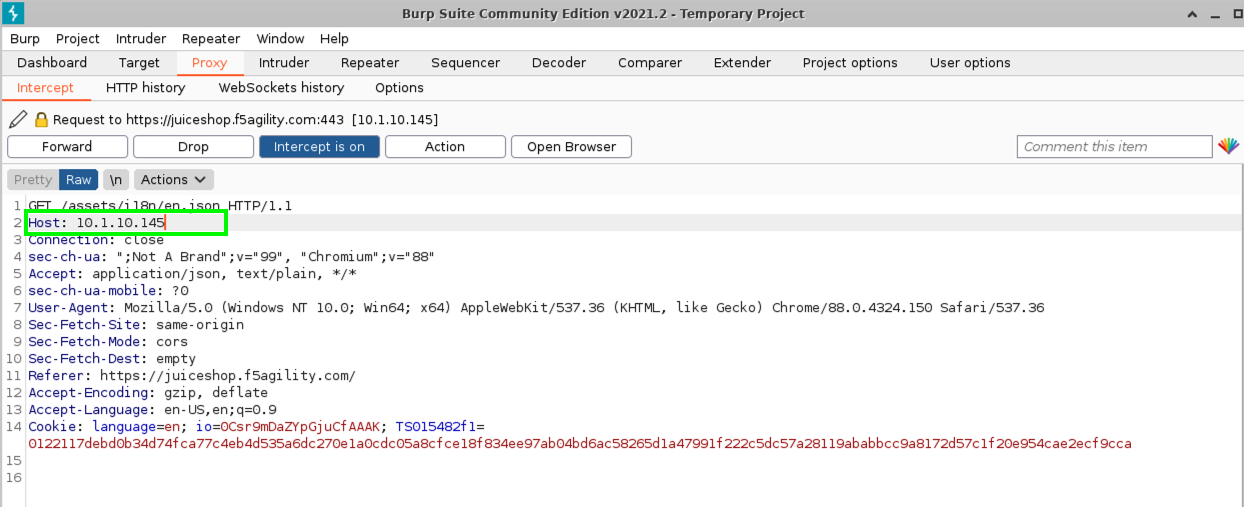 Burp Suite Community Edition v2021.2 - Temporary Project
Burp Project Intruder Repeater Window Help
Dashboard Target Proxy Intruder Repeater Sequencer Decoder Comparer Extender Project options User options
Intercept HTTP history WebSockets history Options
Request to https://juiceshop.f5agility.com:443 [10.1.10.145]
Forward Drop Intercept is on Action Open Browser Comment this item
Pretty Raw \n Actions
1 GET /assets/i18n/en.json HTTP/1.1
2 Host: 10.1.10.145
3 Connection: close
4 sec-ch-ua: ";Not A Brand";v="99", "Chromium";v="88"
5 Accept: application/json, text/plain, */*
6 sec-ch-ua-mobile: ?0
7 User-Agent: Mozilla/5.0 (Windows NT 10.0; Win64; x64) AppleWebKit/537.36 (KHTML, like Gecko) Chrome/88.0.4324.150 Safari/537.36
8 Sec-Fetch-Site: same-origin
9 Sec-Fetch-Mode: cors
10 Sec-Fetch-Dest: empty
11 Referer: https://juiceshop.f5agility.com/
12 Accept-Encoding: gzip, deflate
13 Accept-Language: en-US,en;q=0.9
14 Cookie: language=en; io=0Csr9mDaZYpGjuCfAAAK; TS015482f1=
0122117debd0b34d74fca77c4eb4d535a6dc270e1a0cdc05a8cfce18f834ee97ab04bd6ac58265d1a47991f222c5dc57a28119ababbcc9a8172d57c1f20e954cae2ecf9cca
15
16